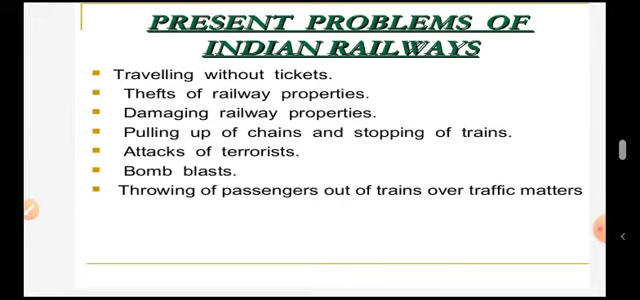 PRESENT PROBLEMS OF
INDIAN RAILWAYS
Travelling without tickets.
Thefts of railway properties.
Damaging railway properties.
Pulling up of chains and stopping of trains.
Attacks of terrorists.
Bomb blasts.
Throwing of passengers out of trains over traffic matters